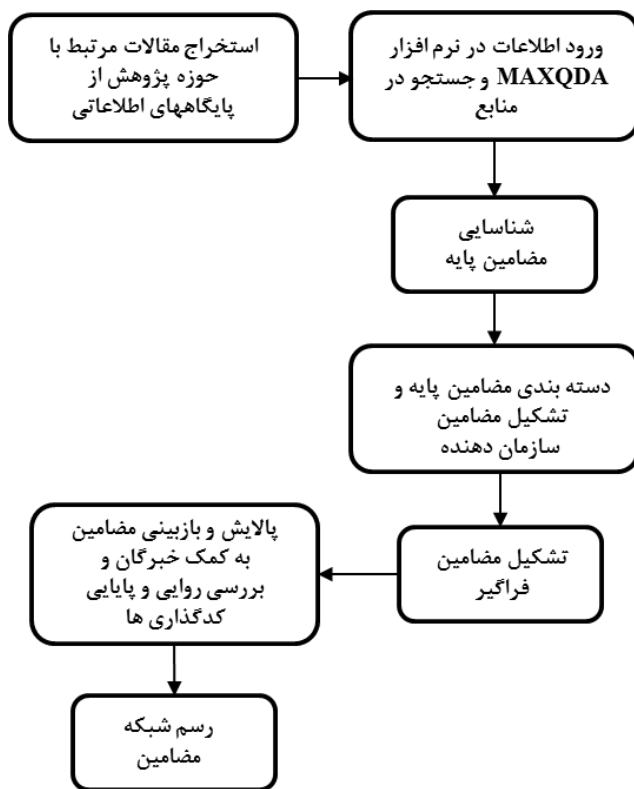 استخراج مقالات مرتبط با
حوزه پژوهش از
پایگاههای اطلاعاتی
ورود اطلاعات در نرم افزار
MAXQDA و جستجو در
منابع
شناسایی
مضامین پایه
دسته بندی مضامین پایه و
تشکیل مضامین
سازمان دهنده
تشکیل مضامین
فراگیر
پالایش و بازبینی مضامین
به کمک خبرگان و
بررسی روایی و پایایی
کدگذاری ها
رسم شبکه
مضامین